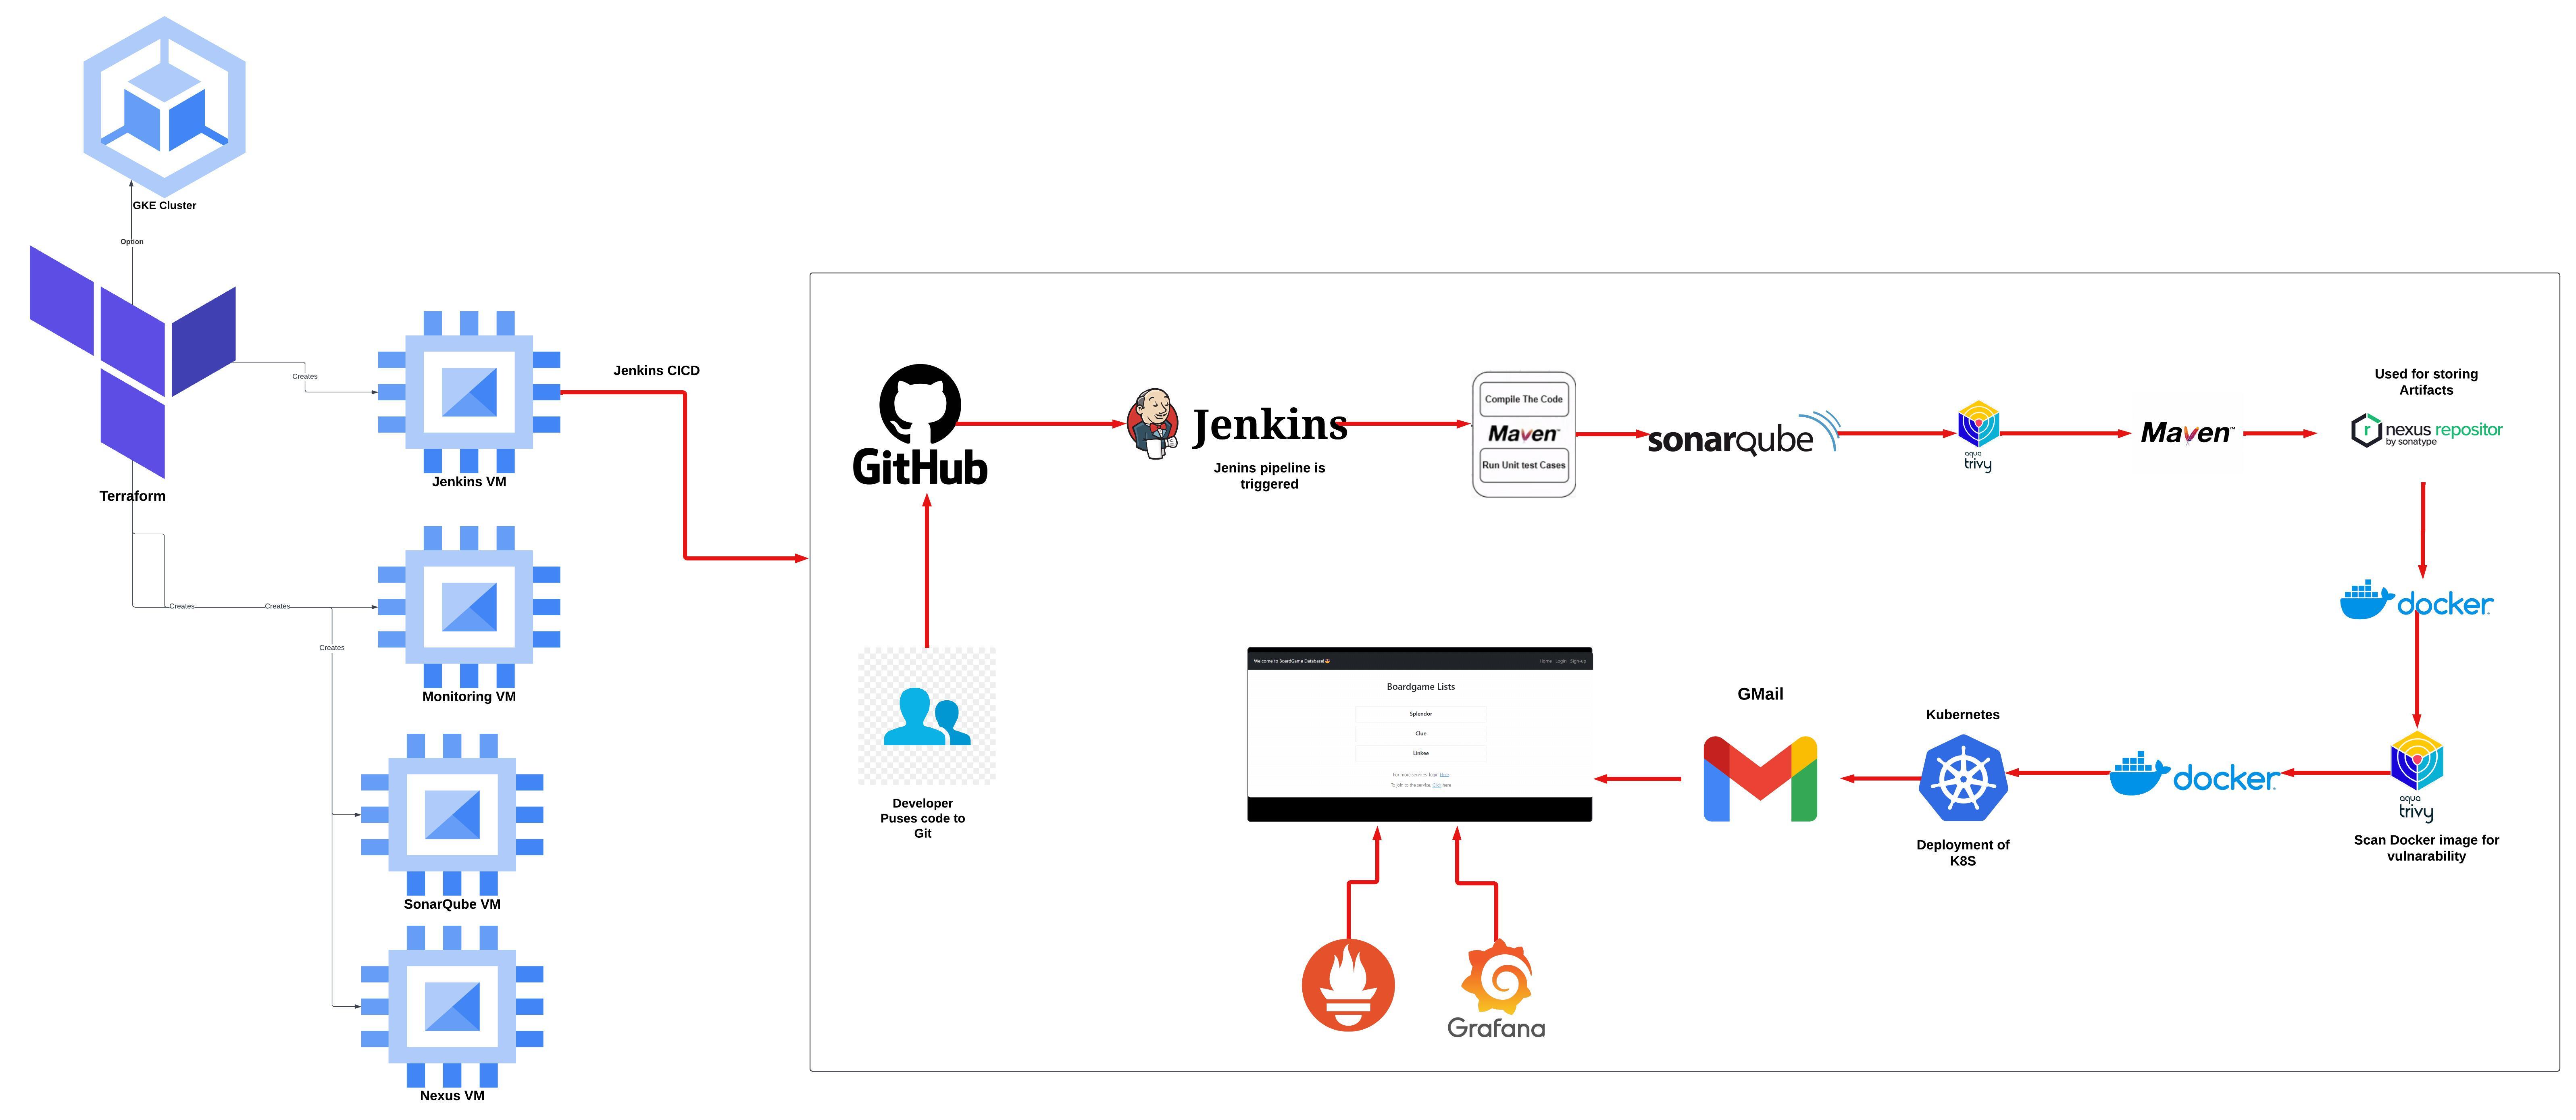 GKE Cluster
Option
Terraform
Creates
Jenkins VM
Jenkins CICD
Creates
Creates
Creates
Monitoring VM
SonarQube VM
Nexus VM
GitHub
Jenkins
Jenins pipeline is
triggered
Compile The Code
Maven™
Run Unit test Cases
sonarqube
aqua
trivy
Maven™
Used for storing
Artifacts
nexus repositor
by sonatype
docker
Developer
Puses code to
Git
Welcome to BoardGame Database!
Home Login Sign up
Boardgame Lists
Splendor
Clue
Linkee
For more services, login Here
To join to the service, Click here
GMail
Kubernetes
Deployment of
K8S
docker
aqua
trivy
Scan Docker image for
vulnarability
Grafana